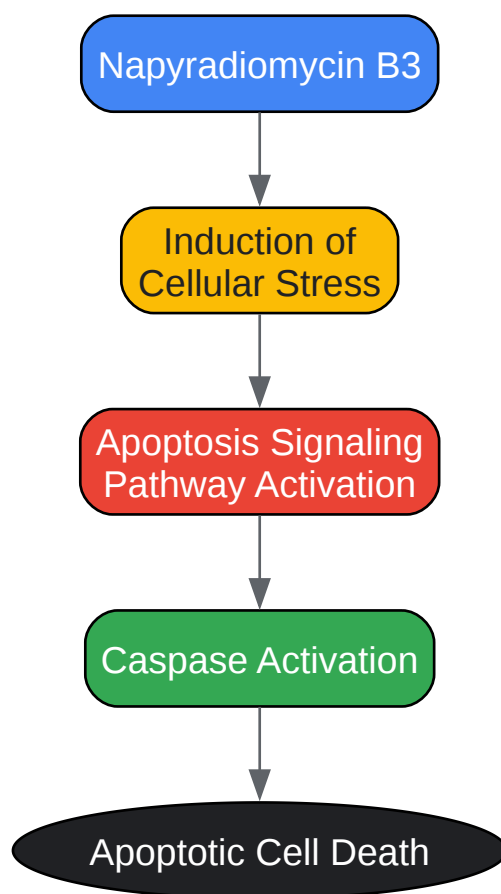 Napyradiomycin B3
Induction of
Cellular Stress
Apoptosis Signaling
Pathway Activation
Caspase Activation
Apoptotic Cell Death